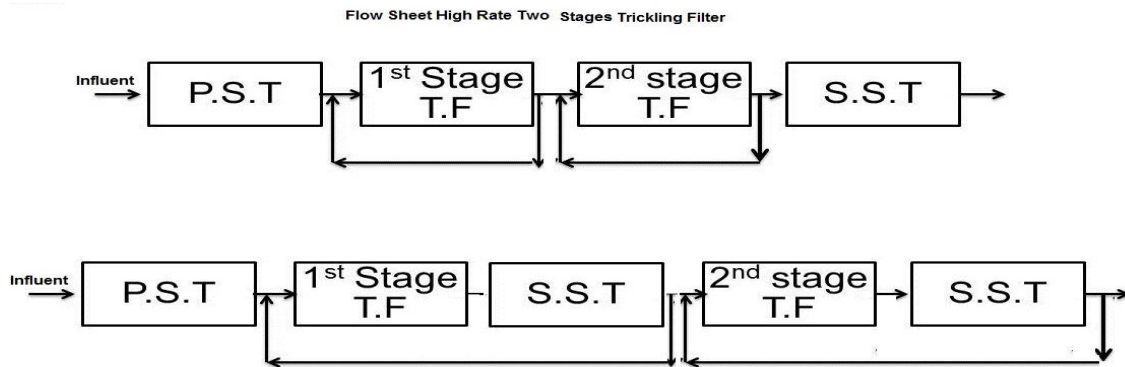 Flow Sheet High Rate Two Stages Trickling Filter
Influent
P.S.T
1st Stage
T.F
2nd stage
T.F
S.S.T
Influent
P.S.T
1st Stage
T.F
S.S.T
2nd stage
T.F
S.S.T